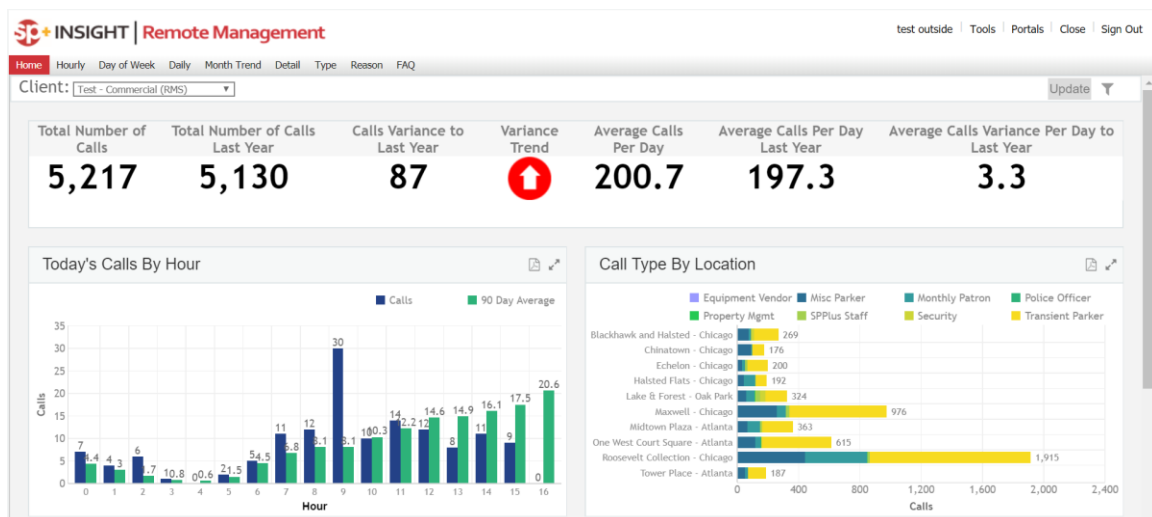 sp+ INSIGHT | Remote Management
test outside | Tools | Portals | Close | Sign Out
Home Hourly Day of Week Daily Month Trend Detail Type Reason FAQ
Client: Test - Commercial (RMS)
Update
Total Number of Calls
5,217
Total Number of Calls Last Year
5,130
Calls Variance to Last Year
87
Variance Trend
Average Calls Per Day
200.7
Average Calls Per Day Last Year
197.3
Average Calls Variance Per Day to Last Year
3.3
Today's Calls By Hour
Calls 90 Day Average
35
30
25
20
15
10
5
0
Calls
7 4.4
4 3
6 1.7
1 0.8
0 0.6
2 1.5
5 4.5
11 6.8
12 8.1
30 8.1
10 10.3
14 12.2
12 14.6
8 14.9
11 16.1
9 17.5
0 20.6
0 1 2 3 4 5 6 7 8 9 10 11 12 13 14 15 16
Hour
Call Type By Location
Equipment Vendor Misc Parker Monthly Patron Police Officer
Property Mgmt SPPlus Staff Security Transient Parker
Blackhawk and Halsted - Chicago 269
Chinatown - Chicago 176
Echelon - Chicago 200
Halsted Flats - Chicago 192
Lake & Forest - Oak Park 324
Maxwell - Chicago 976
Midtown Plaza - Atlanta 363
One West Court Square - Atlanta 615
Roosevelt Collection - Chicago 1,915
Tower Place - Atlanta 187
0 400 800 1,200 1,600 2,000 2,400
Calls